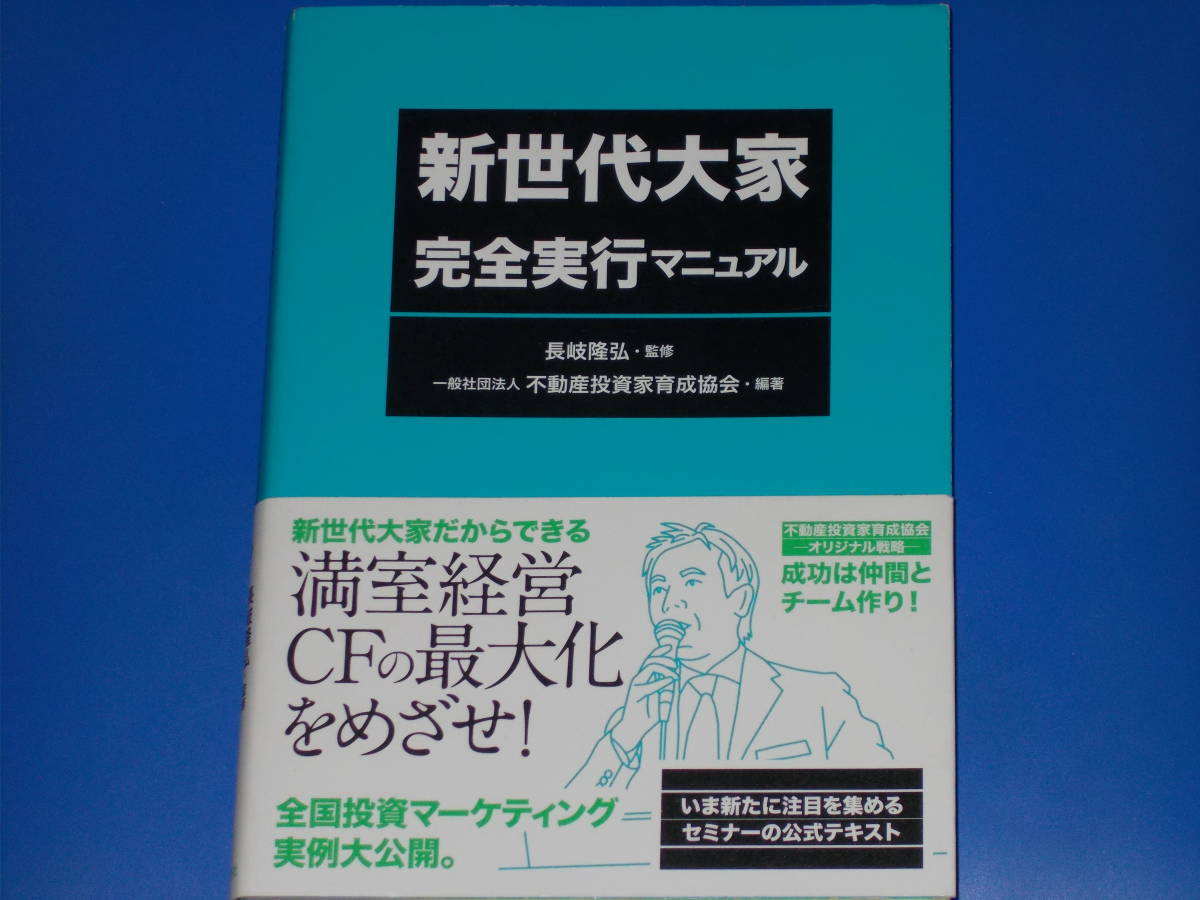 新世代大家
完全実行マニュアル
長岐隆弘・監修
一般社団法人 不動産投資家育成協会・編著
新世代大家だからできる
満室経営
CFの最大化
をめざせ!
不動産投資家育成協会
オリジナル戦略
成功は仲間と
チーム作り!
全国投資マーケティング
実例大公開。
いま新たに注目を集める
セミナーの公式テキスト